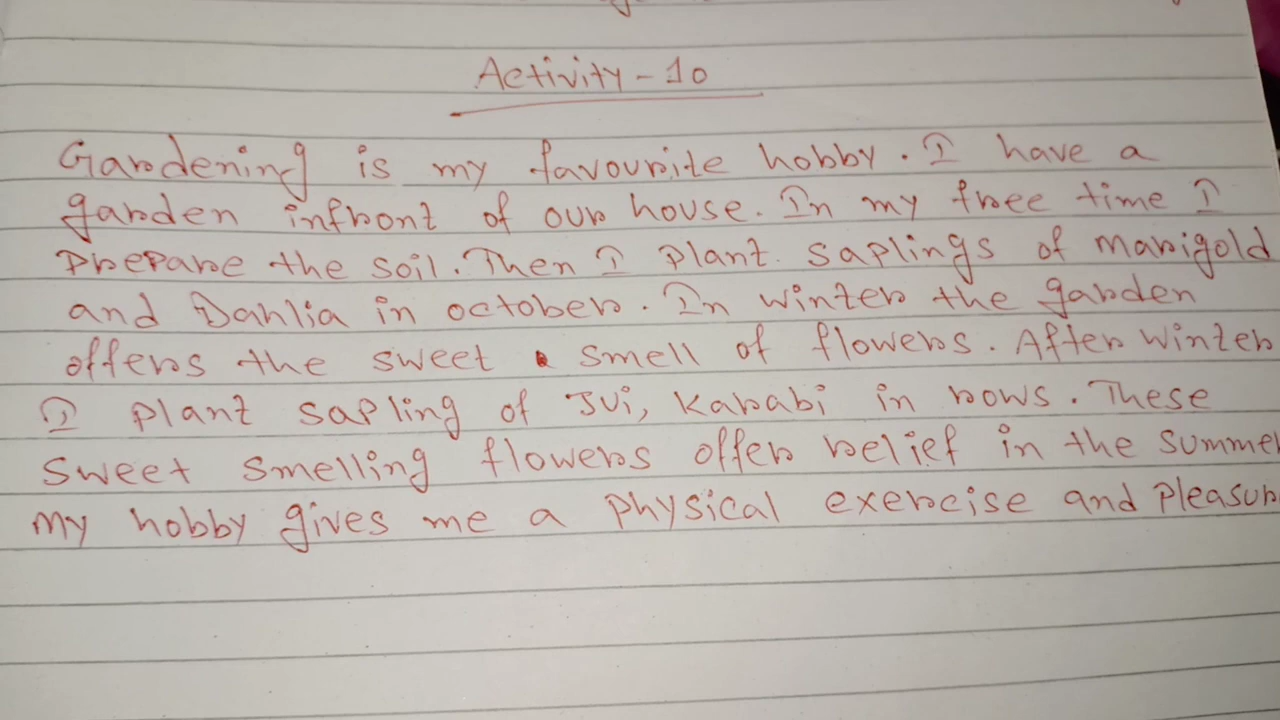 Activity - 10
Gardening is my favourite hobby. I have a
garden infront of our house. In my free time I
Prepare the soil. Then I plant saplings of marigold
and Dahlia in october. In winter the garden
offers the sweet smell of flowers. After winter
I plant sapling of Jui, Karabi in rows. These
sweet smelling flowers offer relief in the summe
my hobby gives me a physical exercise and pleasur